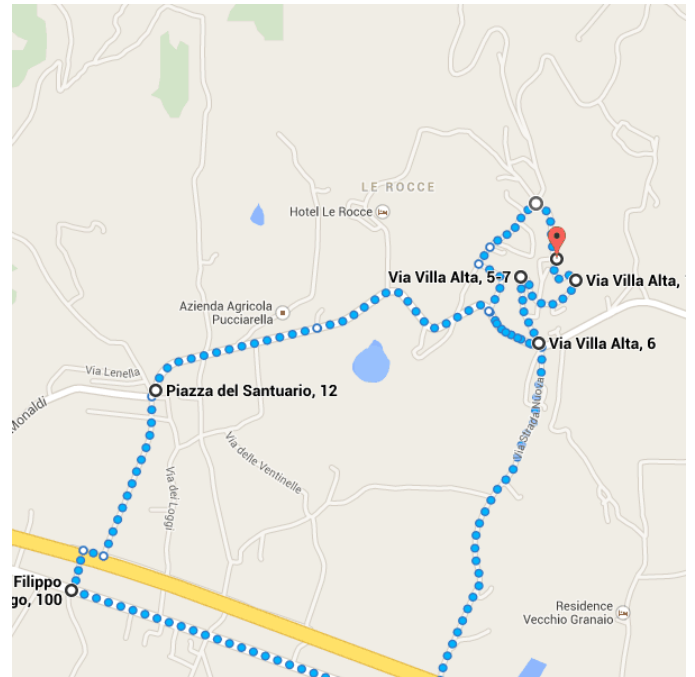 LE ROCCE
Hotel Le Rocce
Via Villa Alta, 5-7
Via Villa Alta,
Azienda Agricola
Pucciarella
Via Villa Alta, 6
Via Lenella
Piazza del Santuario, 12
Monaldi
Via Strada Nuova
Via delle Ventinelle
Via dei Loggi
Filippo
go, 100
Residence
Vecchio Granaio